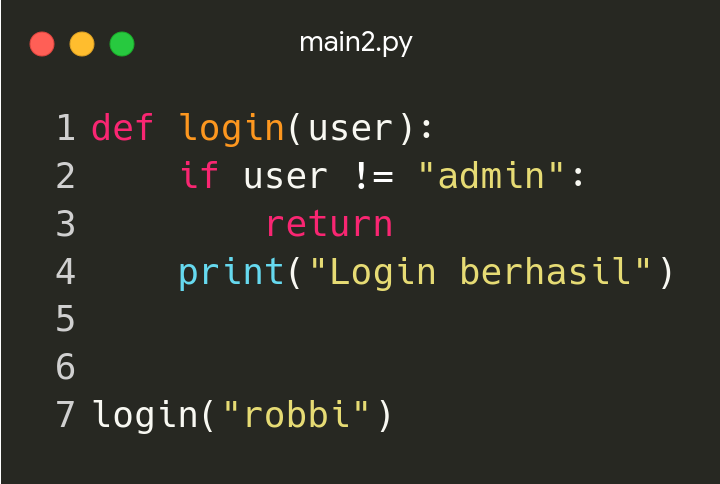 main2.py
1 def login(user):
2     if user != "admin":
3         return
4     print("Login berhasil")
5
6
7 login("robbi")